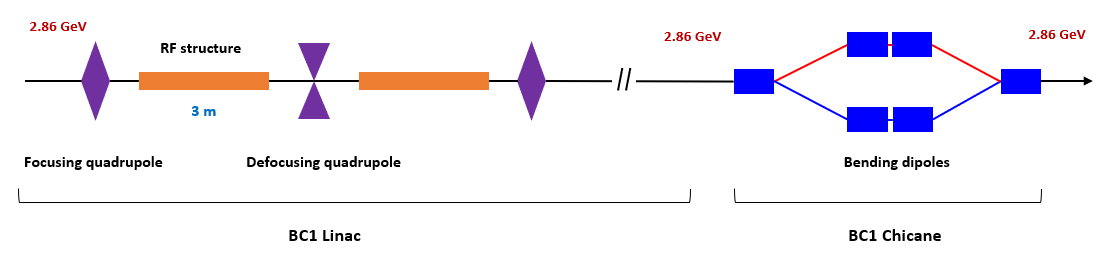 2.86 GeV
RF structure
2.86 GeV
2.86 GeV
3 m
Focusing quadrupole
Defocusing quadrupole
Bending dipoles
BC1 Linac
BC1 Chicane